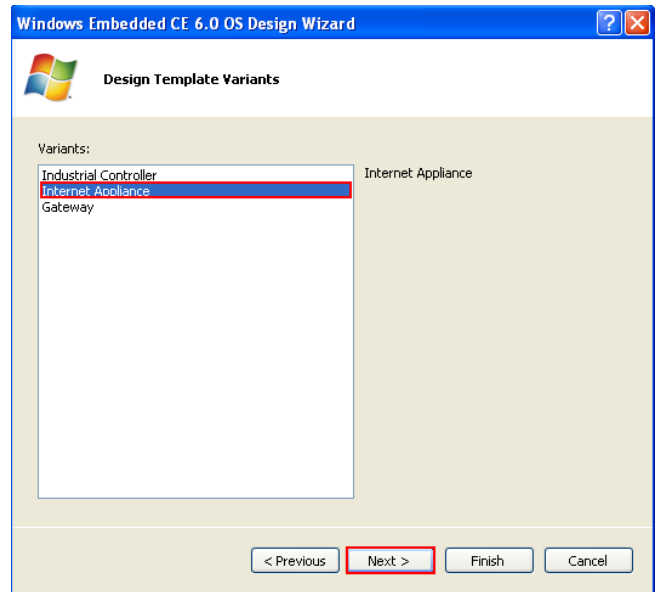 Windows Embedded CE 6.0 OS Design Wizard
Design Template Variants
Variants:
Industrial Controller
Internet Appliance
Gateway
Internet Appliance
< Previous Next > Finish Cancel